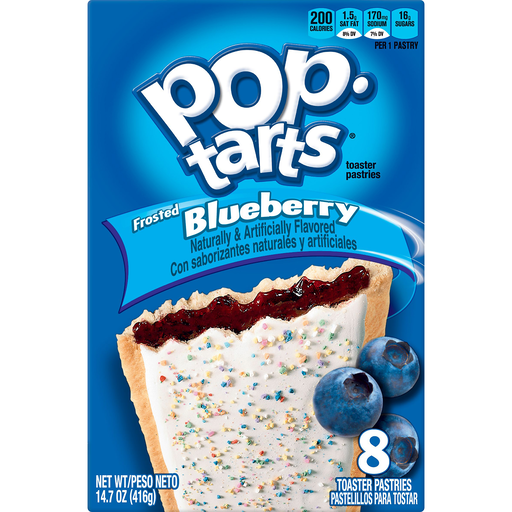 200 CALORIES
1.5g SAT FAT 8% DV
170mg SODIUM 7% DV
16g SUGARS
PER 1 PASTRY
pop.
tarts®
toaster
pastries
Frosted Blueberry
Naturally & Artificially Flavored
Con saborizantes naturales y artificiales
8
TOASTER PASTRIES
PASTELILLOS PARA TOSTAR
NET WT/PESO NETO
14.7 OZ (416g)